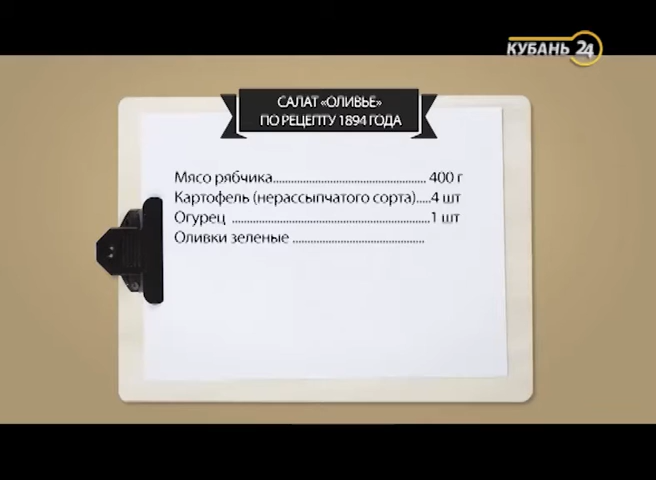 КУБАНЬ 24
САЛАТ «ОЛИВЬЕ»
ПО РЕЦЕПТУ 1894 ГОДА
Мясо рябчика.......................................... 400 г
Картофель (нерассыпчатого сорта)....4 шт
Огурец .....................................................1 шт
Оливки зеленые ...................................